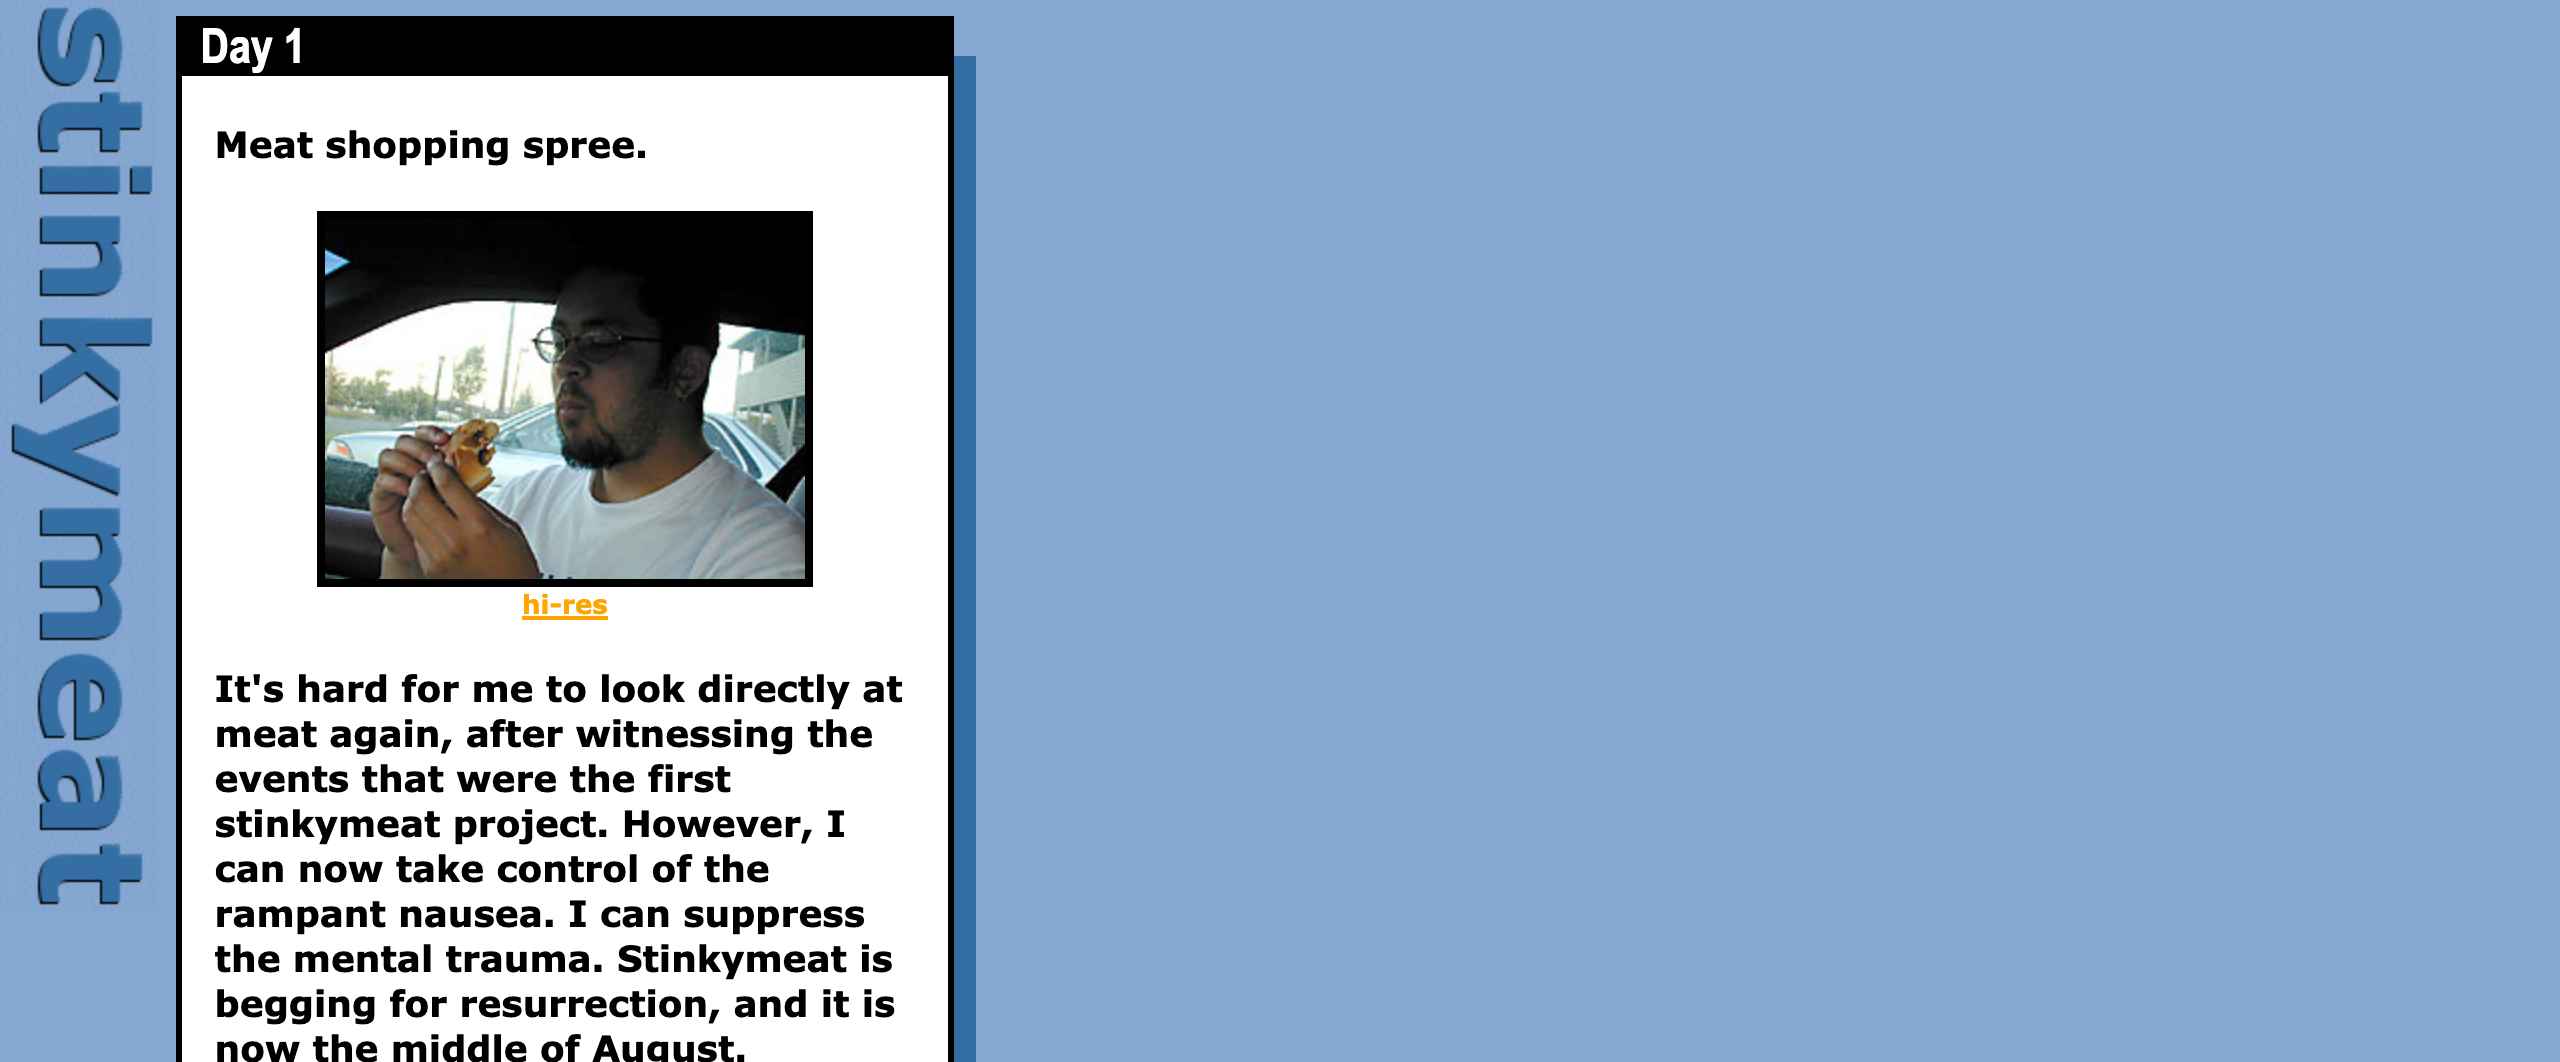 stinkymeat
Day 1
Meat shopping spree.
hi-res
It's hard for me to look directly at
meat again, after witnessing the
events that were the first
stinkymeat project. However, I
can now take control of the
rampant nausea. I can suppress
the mental trauma. Stinkymeat is
begging for resurrection, and it is
now the middle of August.